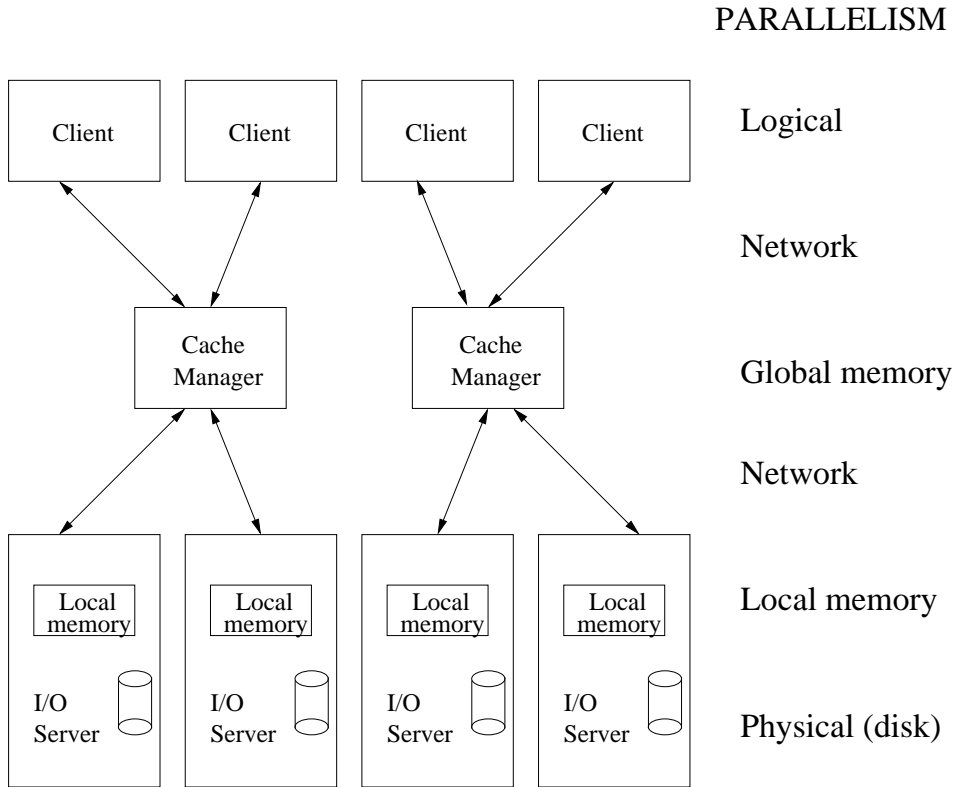 PARALLELISM
Client
Client
Client
Client
Logical
Network
Cache
Manager
Cache
Manager
Global memory
Network
Local
memory
Local
memory
Local
memory
Local
memory
Local memory
I/O
Server
I/O
Server
I/O
Server
I/O
Server
Physical (disk)